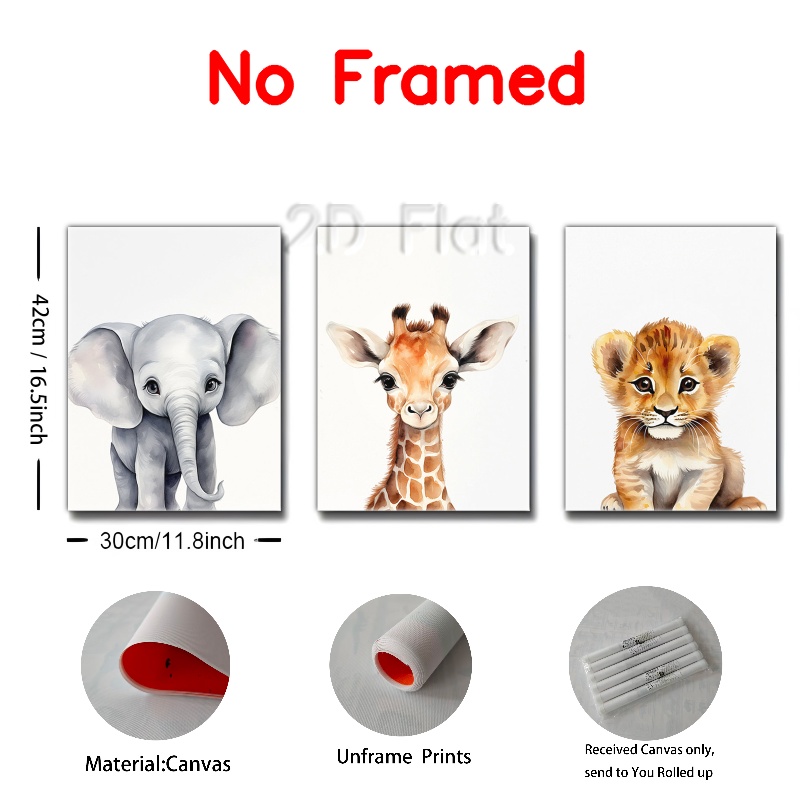 No Framed
2D Flat
42cm / 16.5inch
30cm/11.8inch
Material:Canvas
Unframe Prints
Received Canvas only,
send to You Rolled up